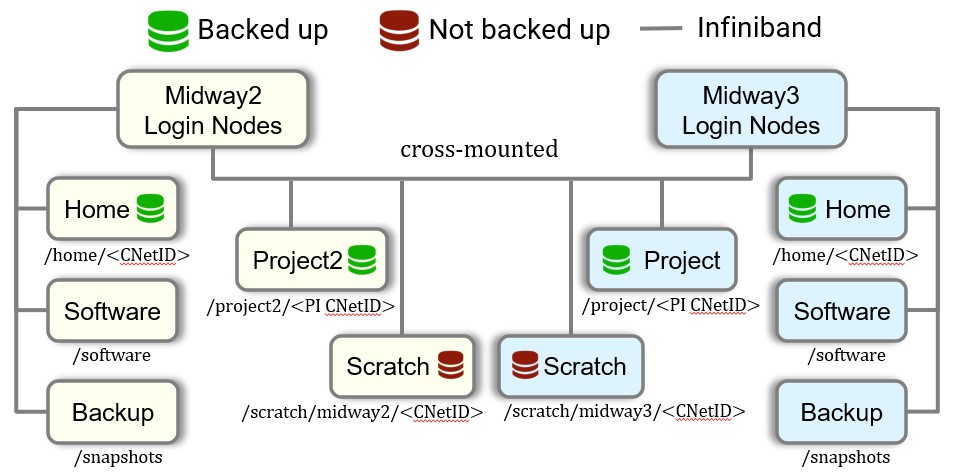 Backed up
Not backed up
Infiniband
Midway2
Login Nodes
Midway3
Login Nodes
cross-mounted
Home
/home/<CNetID>
Home
/home/<CNetID>
Project2
/project2/<PI CNetID>
Project
/project/<PI CNetID>
Software
/software
Software
/software
Scratch
/scratch/midway2/<CNetID>
Scratch
/scratch/midway3/<CNetID>
Backup
/snapshots
Backup
/snapshots